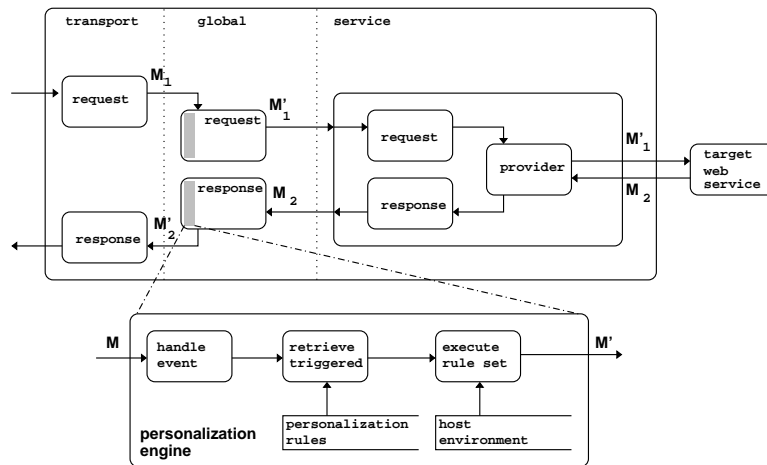 transport
global
service
M1
request
request
M'1
request
provider
M'1
target
web
service
M2
response
M2
response
response
M'2
M
handle
event
retrieve
triggered
execute
rule set
M'
personalization
rules
host
environment
personalization
engine